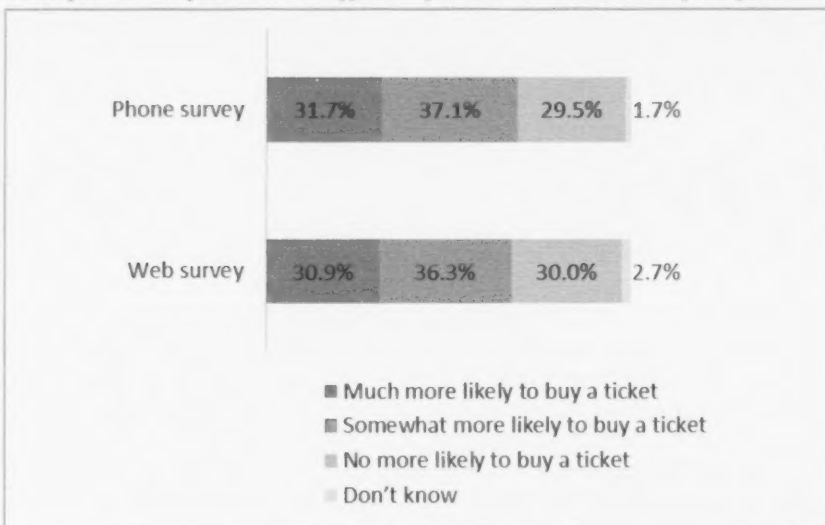 Phone survey 31.7% 37.1% 29.5% 1.7%
Web survey 30.9% 36.3% 30.0% 2.7%
Much more likely to buy a ticket
Somewhat more likely to buy a ticket
No more likely to buy a ticket
Don't know